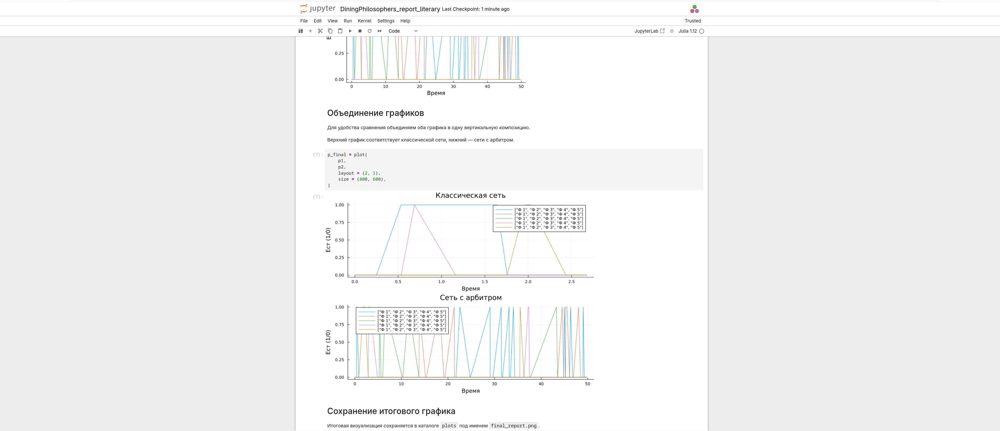 jupyter DiningPhilosophers_report_literary Last Checkpoint: 1 minute ago
File Edit View Run Kernel Settings Help Trusted
Code JupyterLab Julia 1.12
0.25
0.00
0 10 20 30 40 50
Время
Объединение графиков
Для удобства сравнения объединяем оба графика в одну вертикальную композицию.
Верхний график соответствует классической сети, нижний — сети с арбитром.
[7]: p_final = plot(
p1,
p2,
layout = (2, 1),
size = (800, 600),
)
[7]:
Классическая сеть
1.00
0.75
0.50
0.25
0.00
Ест (1/0)
["Ф 1", "Ф 2", "Ф 3", "Ф 4", "Ф 5"]
["Ф 1", "Ф 2", "Ф 3", "Ф 4", "Ф 5"]
["Ф 1", "Ф 2", "Ф 3", "Ф 4", "Ф 5"]
["Ф 1", "Ф 2", "Ф 3", "Ф 4", "Ф 5"]
["Ф 1", "Ф 2", "Ф 3", "Ф 4", "Ф 5"]
0.0 0.5 1.0 1.5 2.0 2.5
Время
Сеть с арбитром
1.00
0.75
0.50
0.25
0.00
Ест (1/0)
["Ф 1", "Ф 2", "Ф 3", "Ф 4", "Ф 5"]
["Ф 1", "Ф 2", "Ф 3", "Ф 4", "Ф 5"]
["Ф 1", "Ф 2", "Ф 3", "Ф 4", "Ф 5"]
["Ф 1", "Ф 2", "Ф 3", "Ф 4", "Ф 5"]
["Ф 1", "Ф 2", "Ф 3", "Ф 4", "Ф 5"]
0 10 20 30 40 50
Время
Сохранение итогового графика
Итоговая визуализация сохраняется в каталоге plots под именем final_report.png .